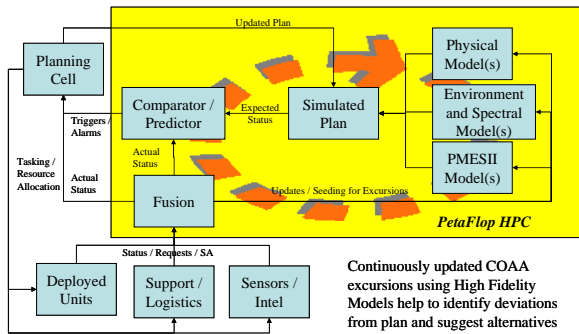 Updated Plan
Planning
Cell
Physical
Model(s)
Comparator /
Predictor
Expected
Status
Simulated
Plan
Environment
and Spectral
Model(s)
Triggers /
Alarms
Tasking /
Resource
Allocation
Actual
Status
Actual
Status
PMESII
Model(s)
Updates / Seeding for Excursions
Fusion
PetaFlop HPC
Status / Requests / SA
Deployed
Units
Support
/ Logistics
Sensors /
Intel
Continuously updated COAA
excursions using High Fidelity
Models help to identify deviations
from plan and suggest alternatives